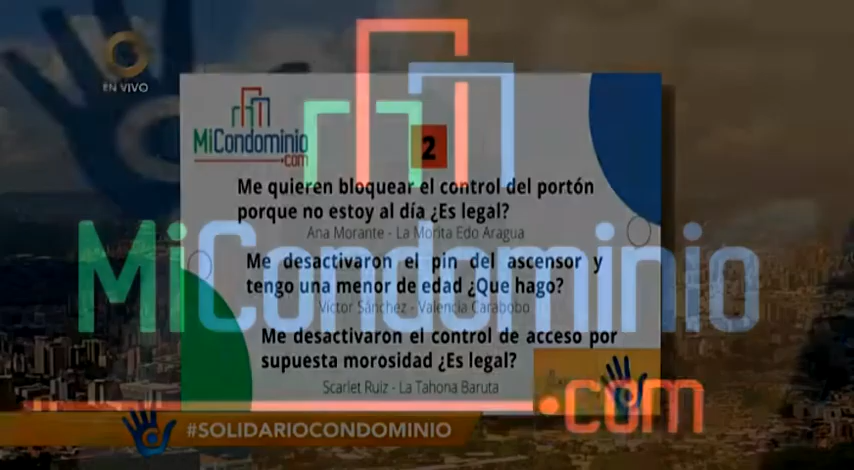 EN VIVO
MiCondominio
.com
2
Me quieren bloquear el control del portón
porque no estoy al día ¿Es legal?
Ana Morante - La Morita Edo Aragua
MiCondominio
Me desactivaron el pin del ascensor y
tengo una menor de edad ¿Que hago?
Víctor Sánchez - Valencia Carabobo
Me desactivaron el control de acceso por
supuesta morosidad ¿Es legal?
Scarlet Ruiz - La Tahona Baruta
.com
#SOLIDARIOCONDOMINIO